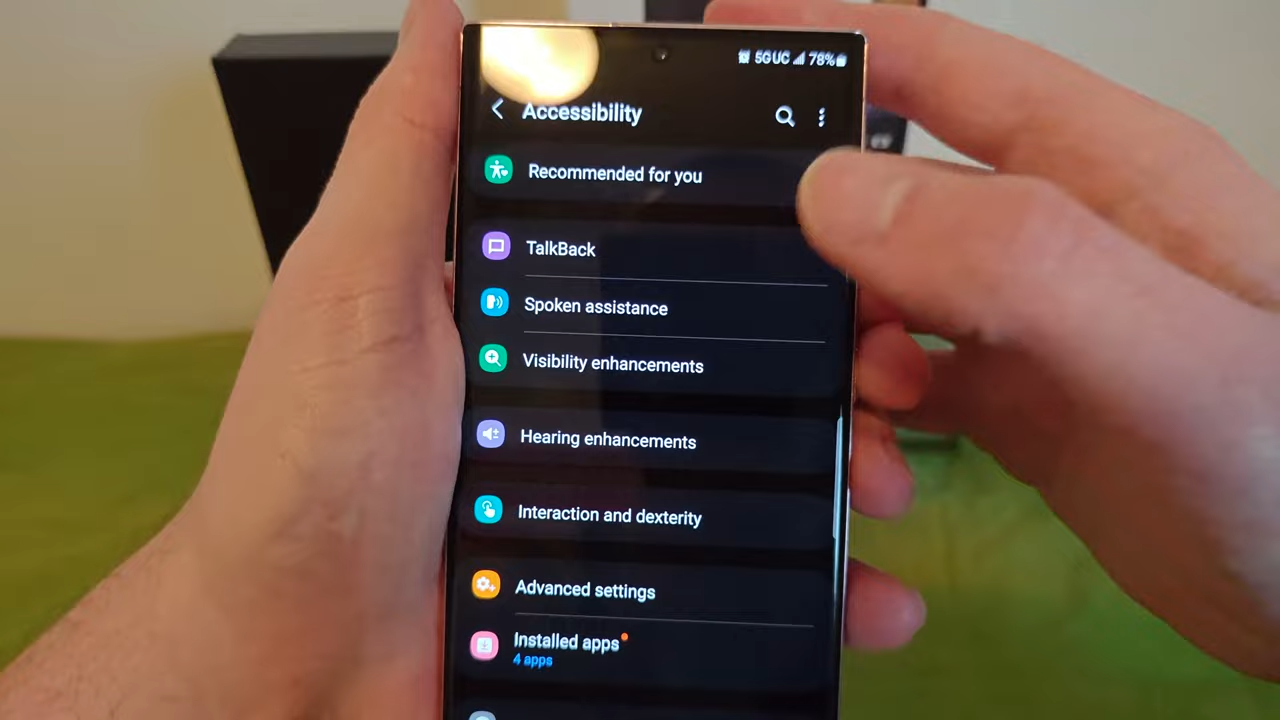 5GUC 78%
Accessibility
Recommended for you
TalkBack
Spoken assistance
Visibility enhancements
Hearing enhancements
Interaction and dexterity
Advanced settings
Installed apps
4 apps